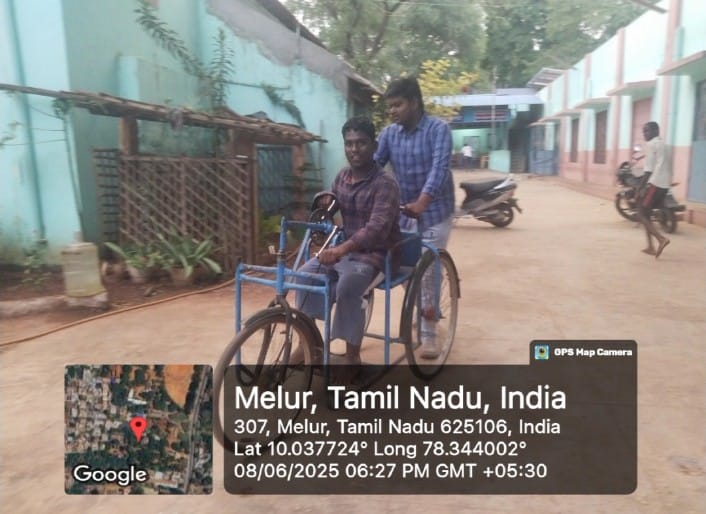 GPS Map Camera
Melur, Tamil Nadu, India
307, Melur, Tamil Nadu 625106, India
Lat 10.037724° Long 78.344002°
08/06/2025 06:27 PM GMT +05:30
Google